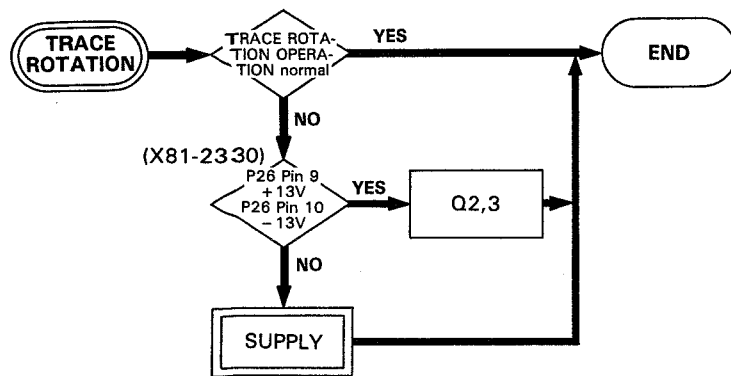 TRACE
ROTATION
TRACE ROTA-
TION OPERA-
TION normal
YES
END
NO
(X81-2330)
P26 Pin 9
+13V
P26 Pin 10
−13V
YES
Q2,3
NO
SUPPLY